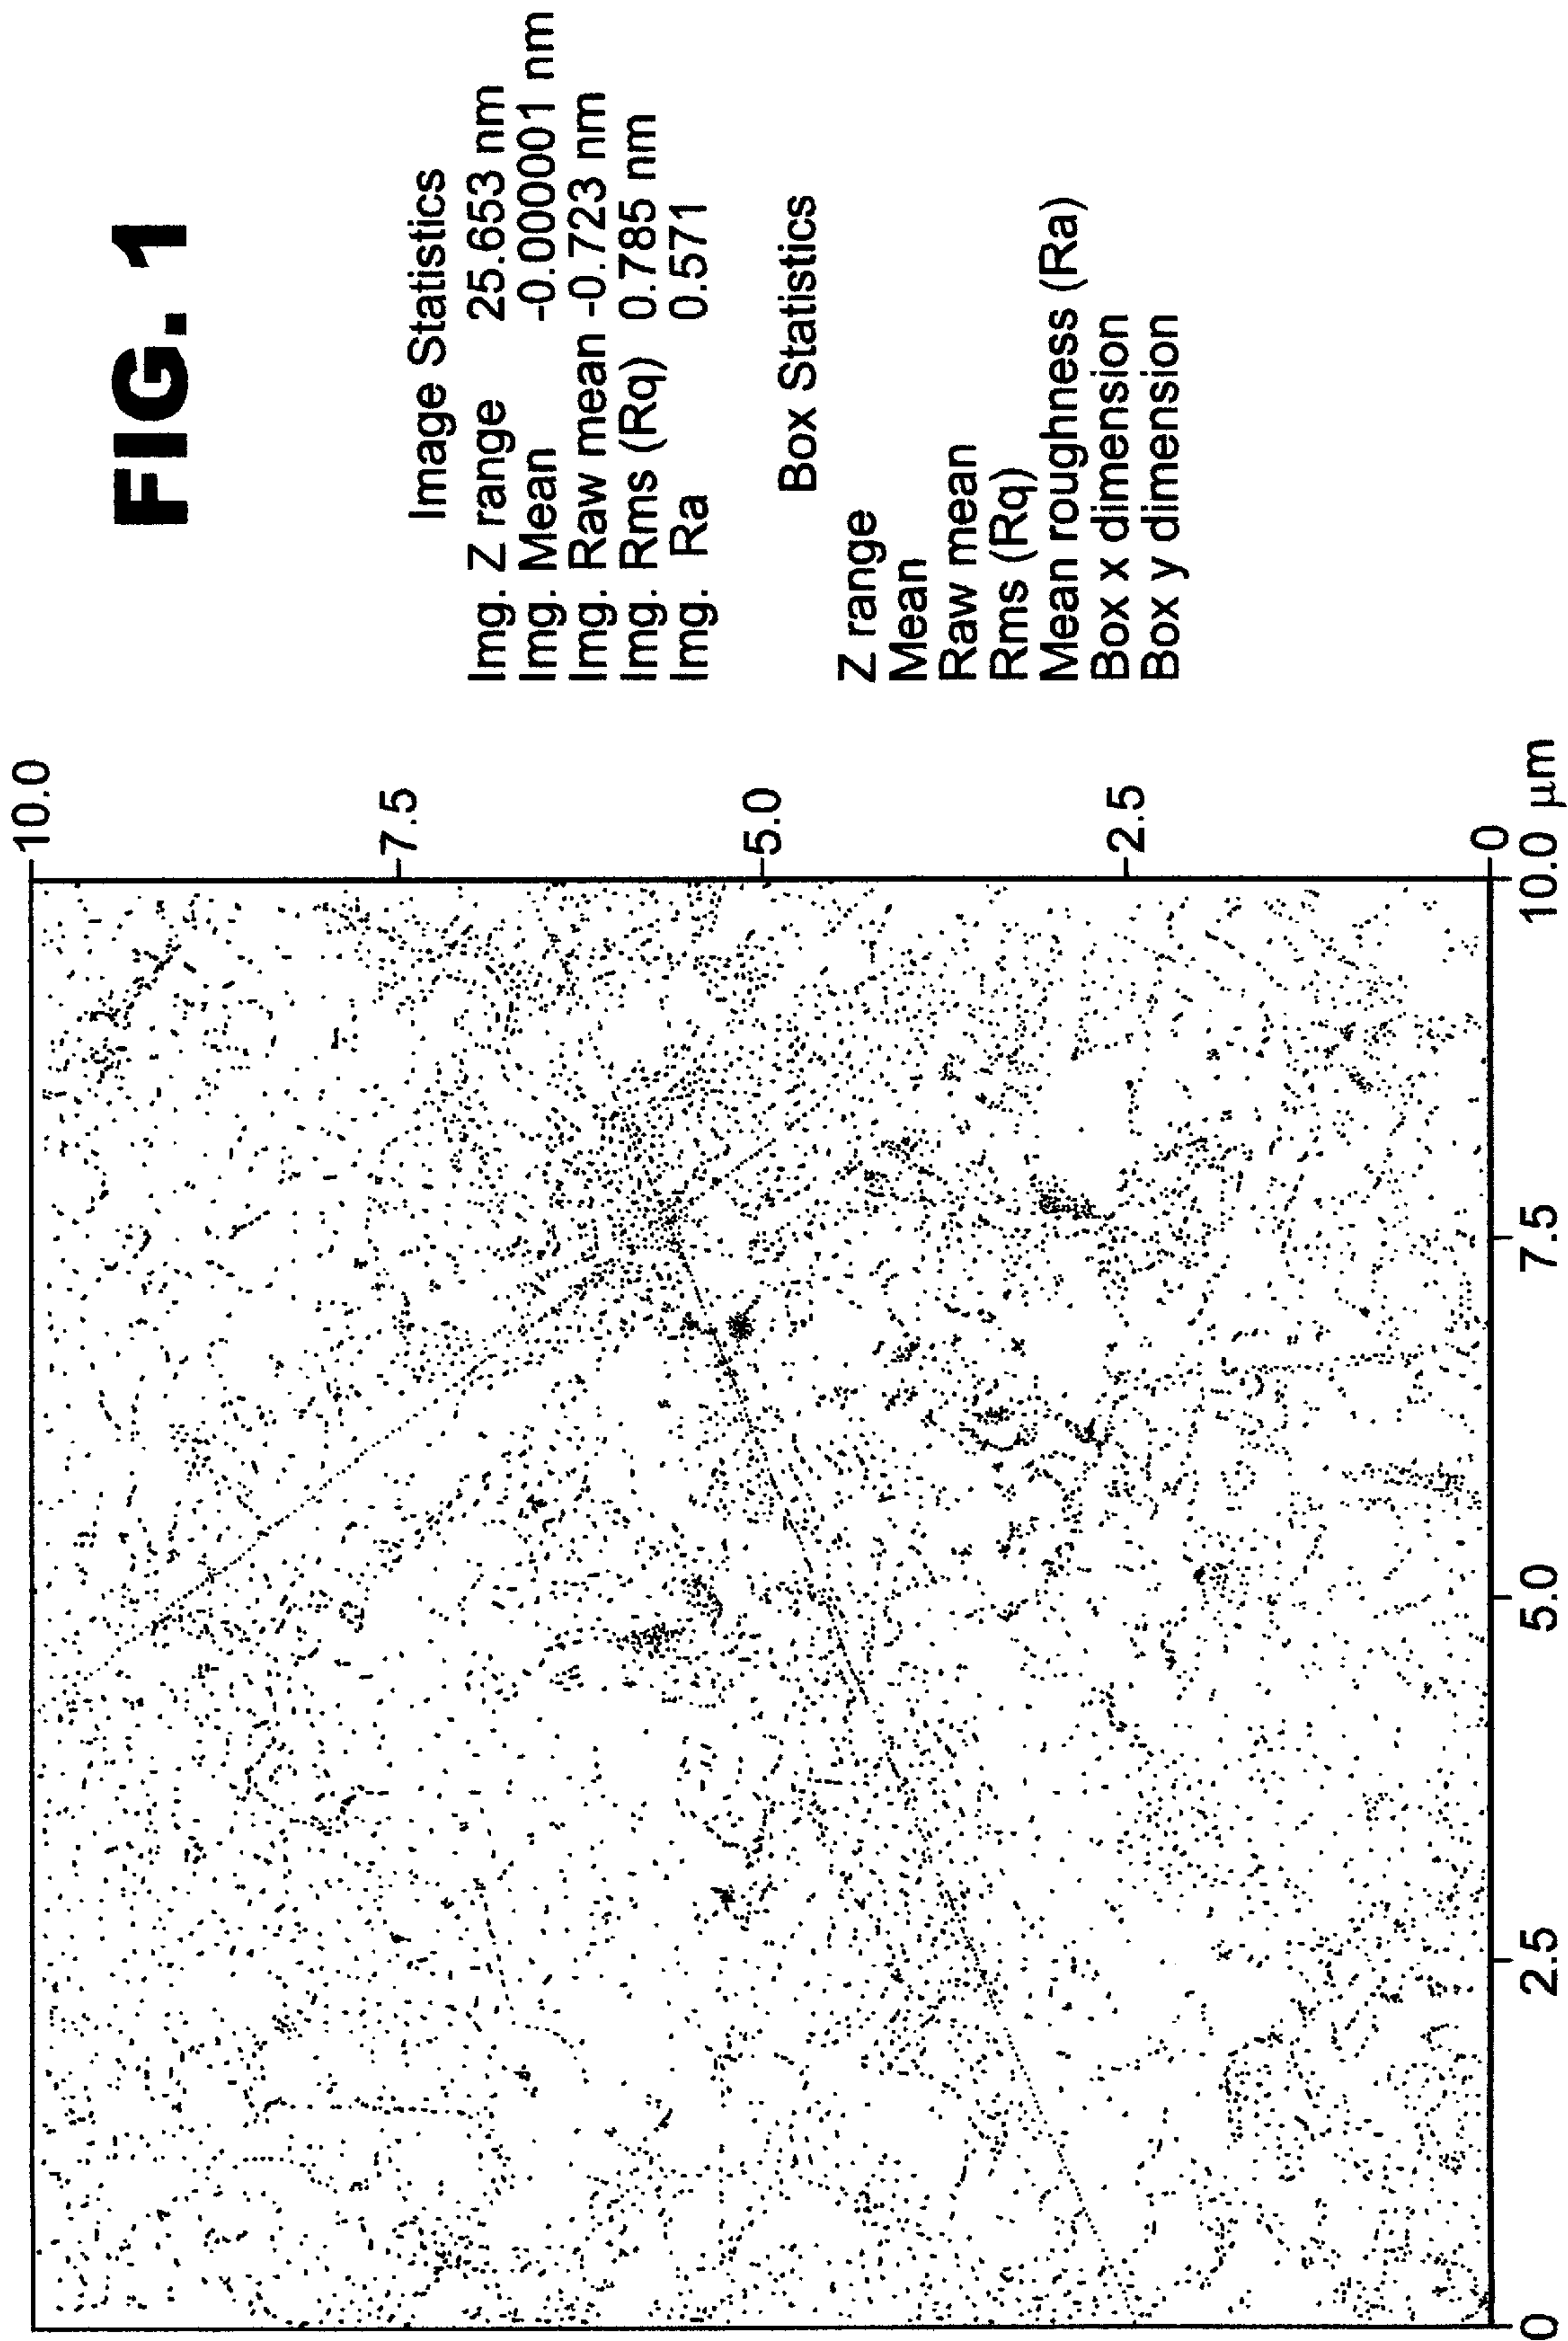 FIG. 1
Image Statistics
Img. Z range 25.653 nm
Img. Mean -0.000001 nm
Img. Raw mean -0.723 nm
Img. Rms (Rq) 0.785 nm
Img. Ra 0.571
Box Statistics
Z range
Mean
Raw mean
Rms (Rq)
Mean roughness (Ra)
Box x dimension
Box y dimension
10.0
7.5
5.0
2.5
0
0
2.5
5.0
7.5
10.0 μm